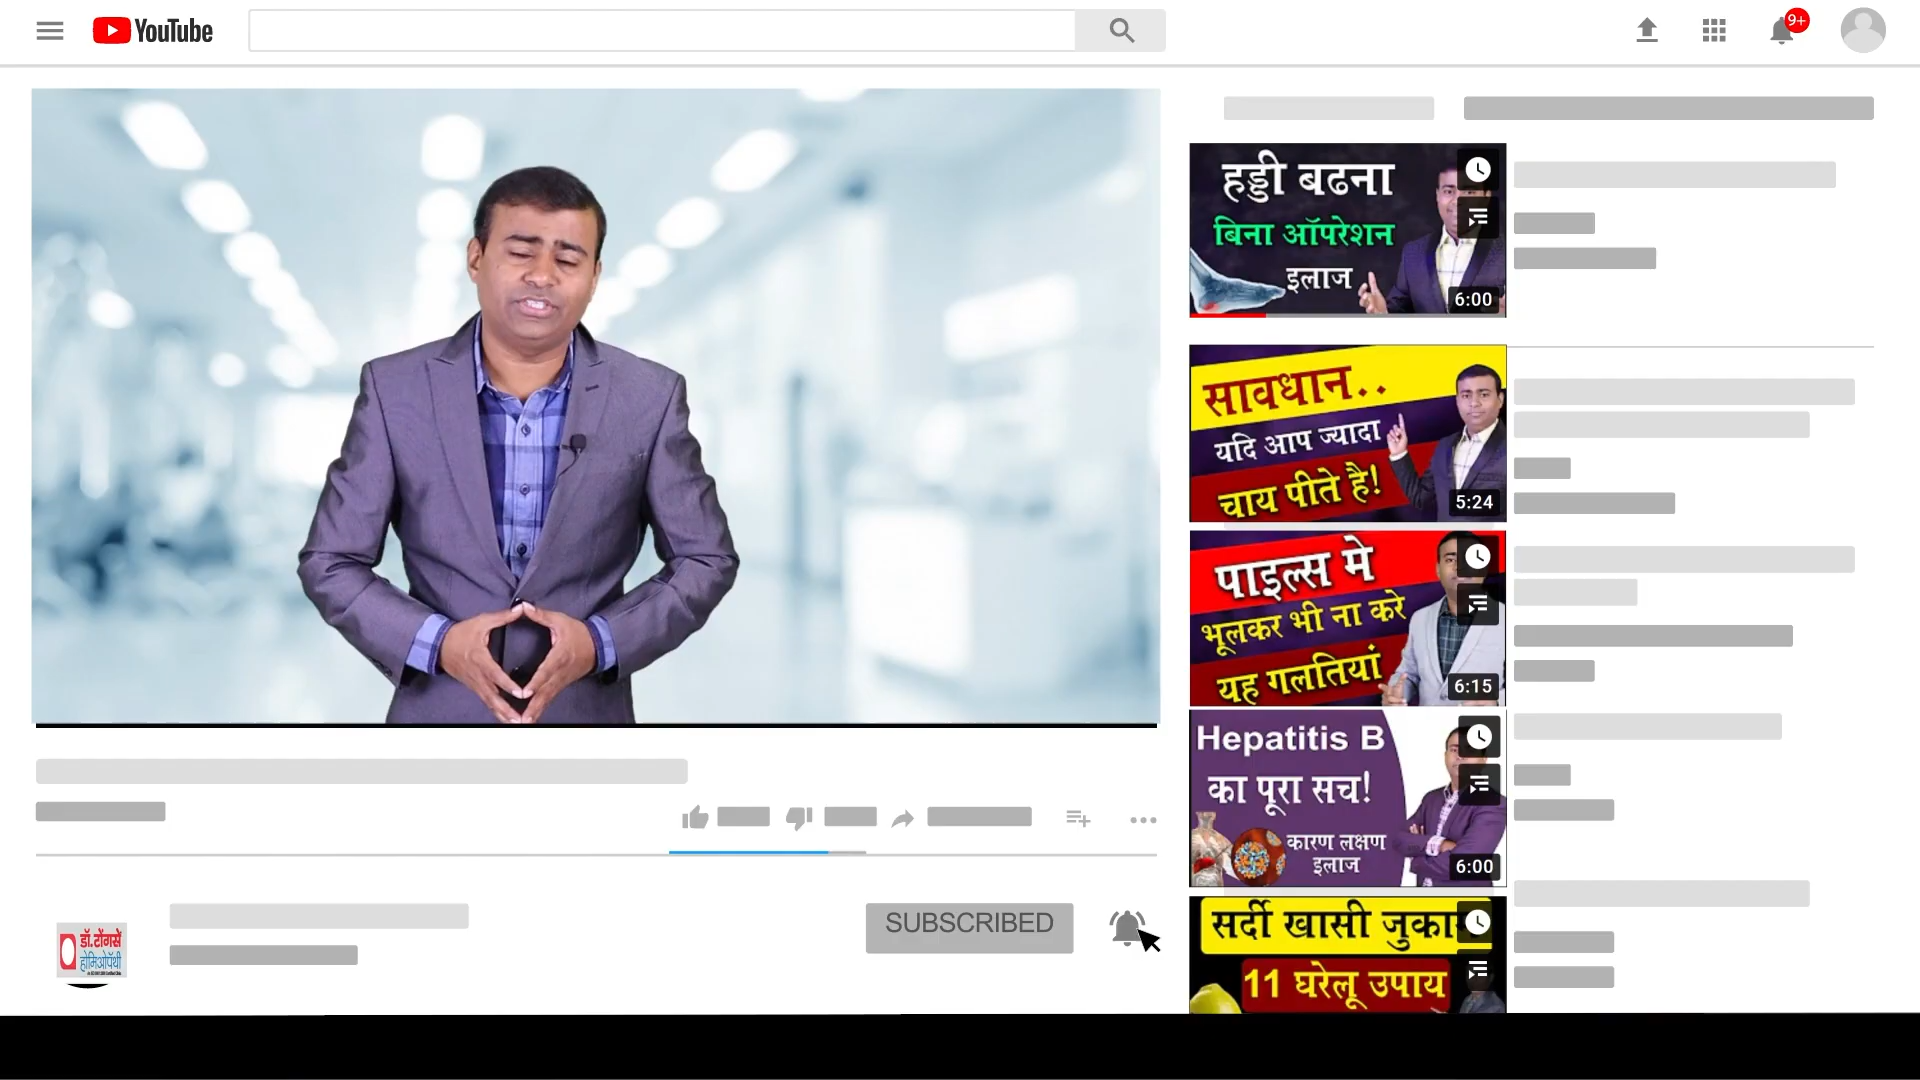 YouTube
9+
हड्डी बढना
बिना ऑपरेशन
इलाज
6:00
सावधान..
यदि आप ज्यादा
चाय पीते है!
5:24
पाइल्स मे
भूलकर भी ना करे
यह गलतियां
6:15
Hepatitis B
का पूरा सच!
कारण लक्षण
इलाज
6:00
SUBSCRIBED
डॉ.टोंगसें
होमिओपॅथी
सर्दी खासी जुकाम
11 घरेलू उपाय